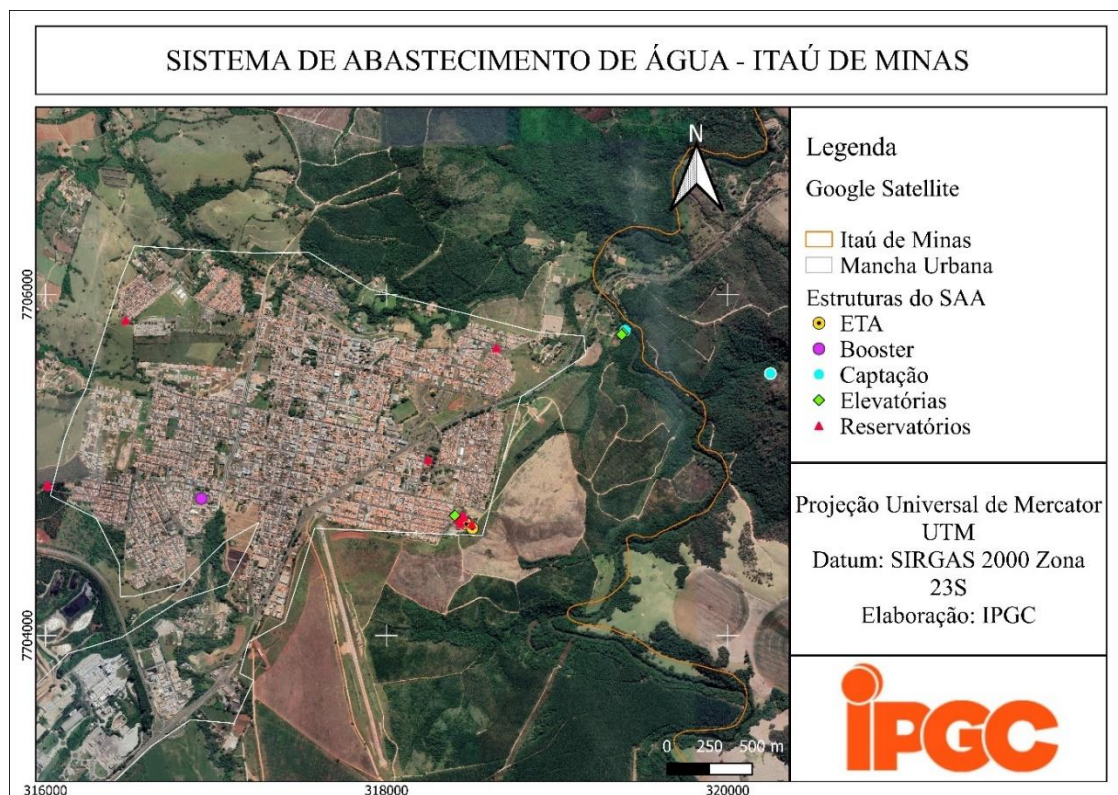 SISTEMA DE ABASTECIMENTO DE ÁGUA - ITAÚ DE MINAS
N
Legenda
Google Satellite
Itaú de Minas
Mancha Urbana
Estruturas do SAA
ETA
Booster
Captação
Elevatórias
Reservatórios
7706000
7704000
0 250 500 m
316000
318000
320000
Projeção Universal de Mercator
UTM
Datum: SIRGAS 2000 Zona
23S
Elaboração: IPGC
iPGC